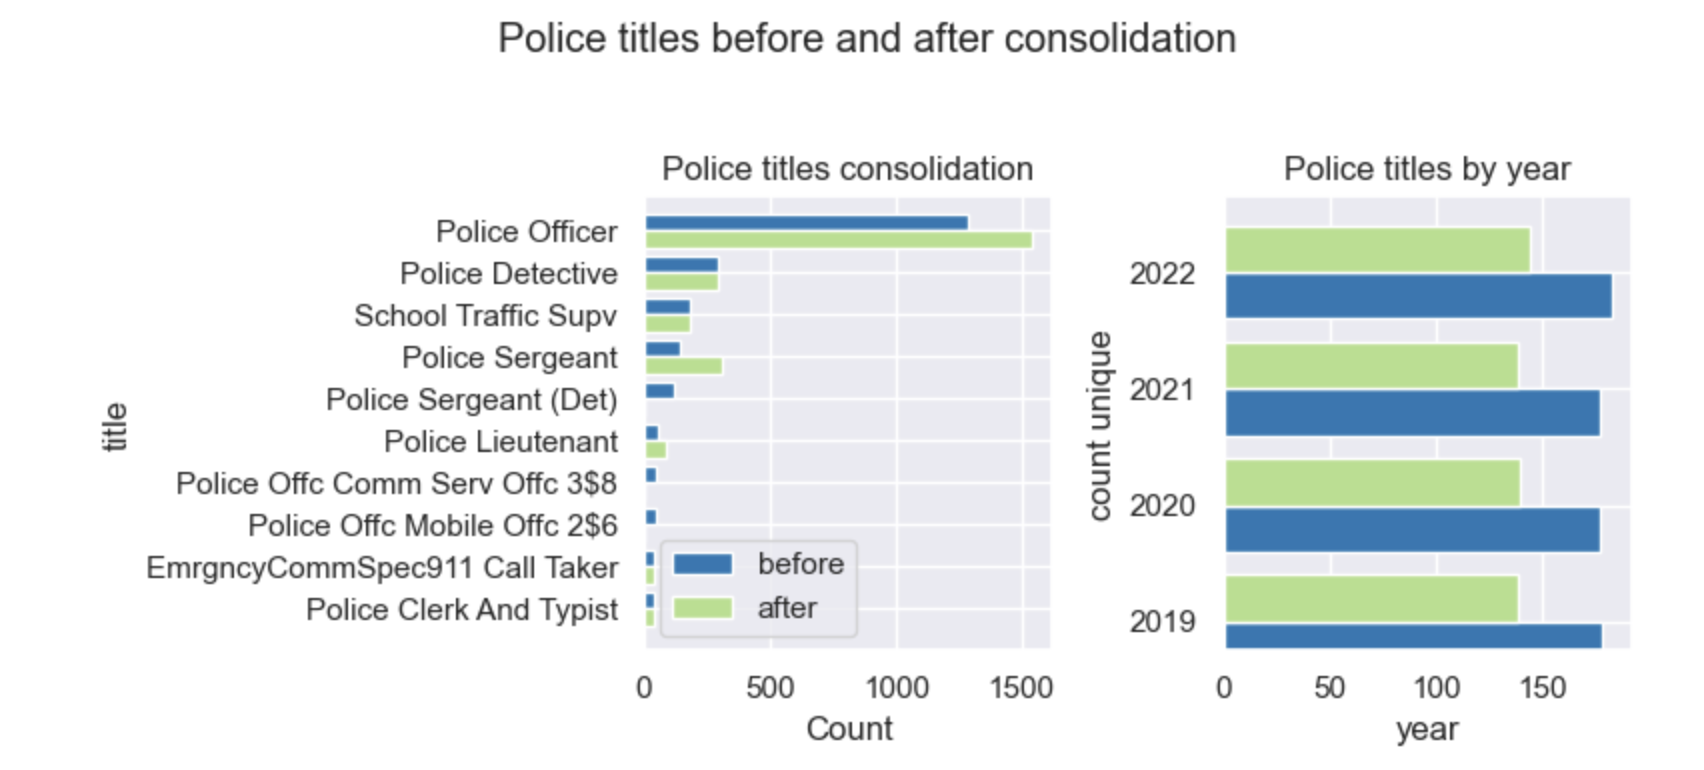 Police titles before and after consolidation
Police titles consolidation
Police Officer
Police Detective
School Traffic Supv
Police Sergeant
Police Sergeant (Det)
Police Lieutenant
Police Offc Comm Serv Offc 3$8
Police Offc Mobile Offc 2$6
EmrgncyCommSpec911 Call Taker
Police Clerk And Typist
title
before
after
0 500 1000 1500
Count
Police titles by year
2022
2021
2020
2019
count unique
0 50 100 150
year